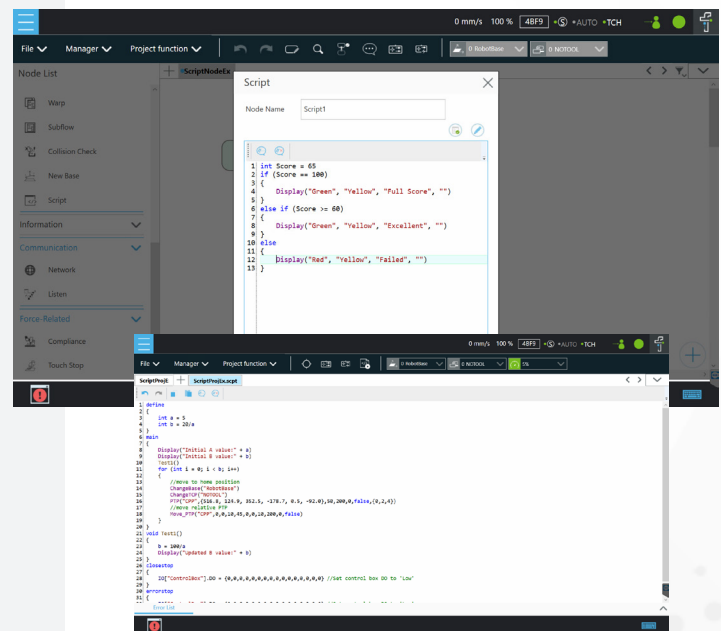 0 mm/s 100 % 4BF9 •Ⓢ •AUTO •TCH
File Manager Project function 0 RobotBase 0 NOTOOL
Node List
*ScriptNodeEx
Warp
Subflow
Collision Check
New Base
Script
Information
Communication
Network
Listen
Force-Related
Compliance
Touch Stop
Script
Node Name Script1
1 int Score = 65
2 if (Score == 100)
3 {
4 Display("Green", "Yellow", "Full Score", "")
5 }
6 else if (Score >= 60)
7 {
8 Display("Green", "Yellow", "Excellent", "")
9 }
10 else
11 {
12 Display("Red", "Yellow", "Failed", "")
13 }
0 mm/s 100 % 4BF9 •Ⓢ •AUTO •TCH
File Manager Project function 0 RobotBase 0 NOTOOL 5%
ScriptProjE ScriptProjEx.scpt
1 define
2 {
3 int a = 5
4 int b = 20/a
5 }
6 main
7 {
8 Display("Initial A value:" + a)
9 Display("Initial B value:" + b)
10 Test1()
11 for (int i = 0; i < b; i++)
12 {
13 //move to home position
14 ChangeBase("RobotBase")
15 ChangeTCP("NOTOOL")
16 PTP("CPP",{518.8, 124.9, 352.5, -178.7, 0.5, -92.0},50,200,0,false,{0,2,4})
17 //move relative PTP
18 Move_PTP("CPP",0,0,10,45,0,0,10,200,0,false)
19 }
20 }
21 void Test1()
22 {
23 b = 100/a
24 Display("Updated B value:" + b)
25 }
26 closestop
27 {
28 IO["ControlBox"].DO = {0,0,0,0,0,0,0,0,0,0,0,0,0,0,0,0} //Set control box DO to 'Low'
29 }
30 errorstop
31 {
Error List